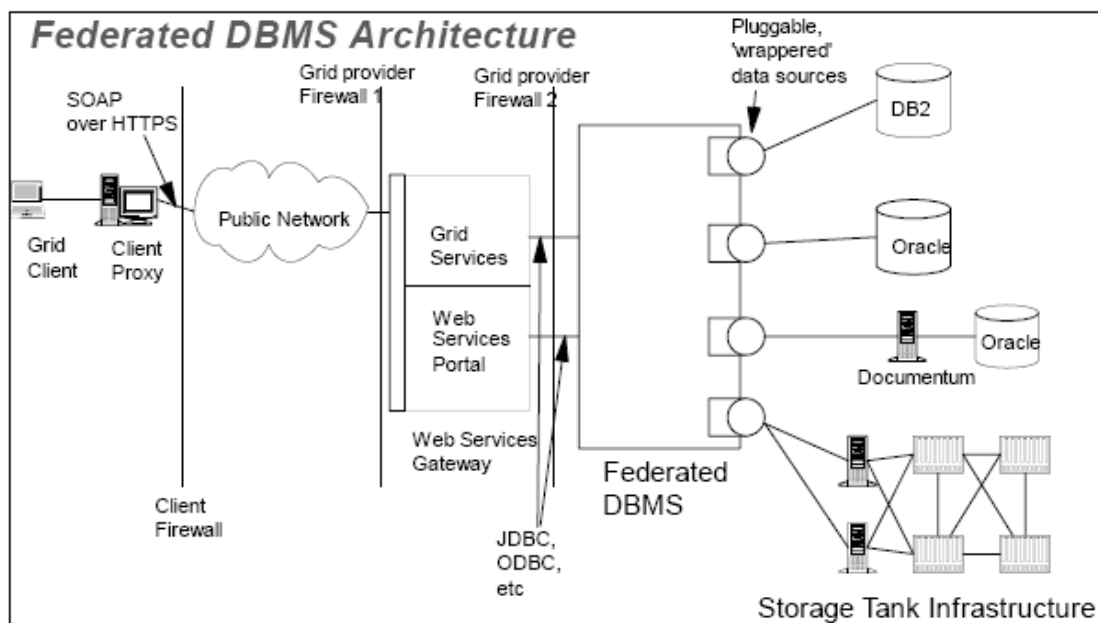 Federated DBMS Architecture
Pluggable,
'wrappered'
data sources
Grid provider
Firewall 1
Grid provider
Firewall 2
SOAP
over HTTPS
DB2
Public Network
Grid
Client
Client
Proxy
Grid
Services
Oracle
Web
Services
Portal
Oracle
Documentum
Web Services
Gateway
Federated
DBMS
Client
Firewall
JDBC,
ODBC,
etc
Storage Tank Infrastructure